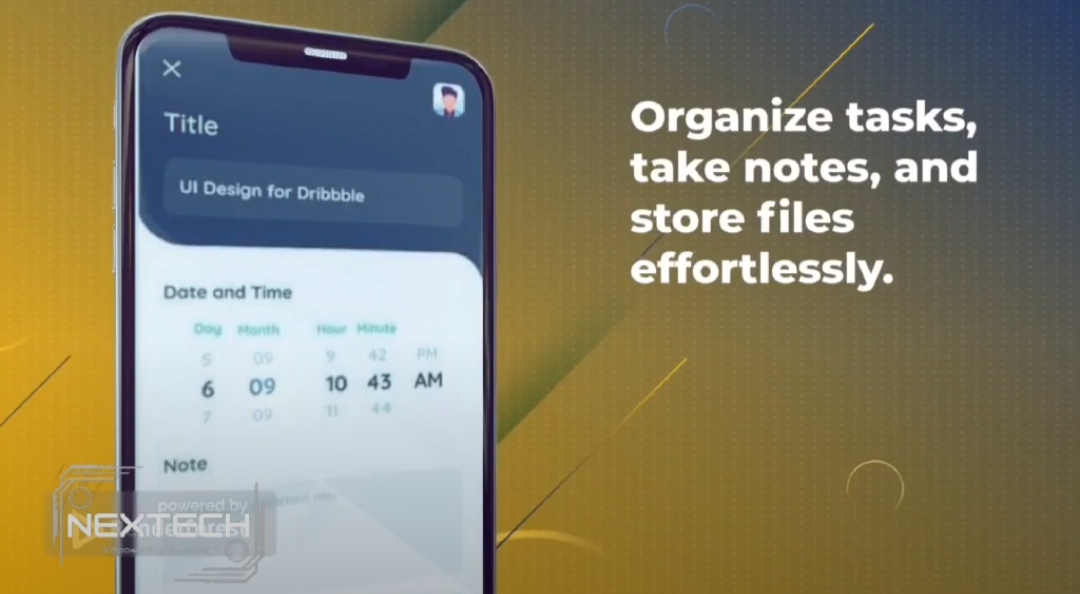 Title
UI Design for Dribbble
Date and Time
Day Month Hour Minute
5 09 9 42 PM
6 09 10 43 AM
7 09 11 44
Note
powered by
NEXTECH
Organize tasks,
take notes, and
store files
effortlessly.